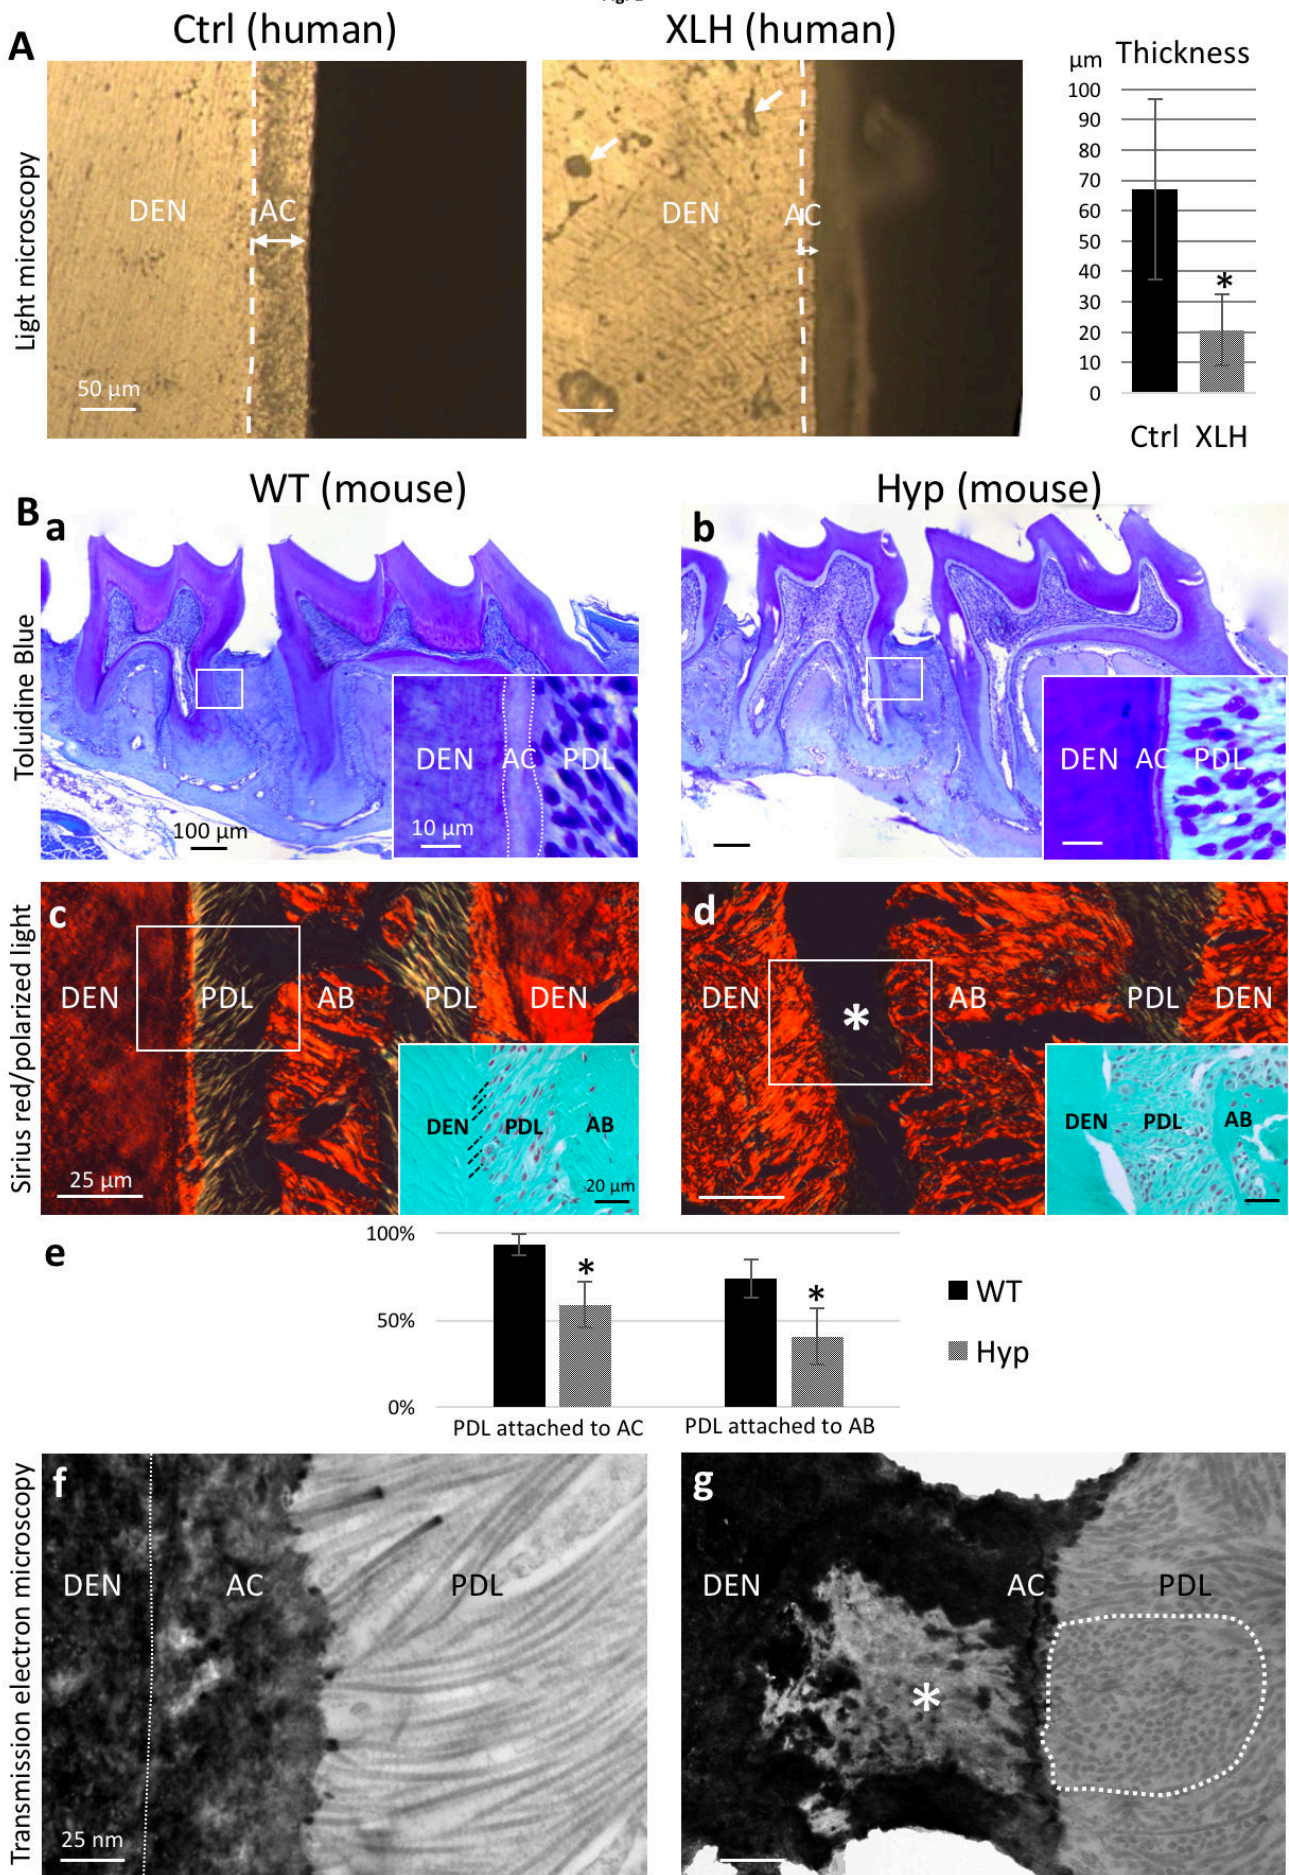 Ctrl (human)
XLH (human)
A
Light microscopy
DEN
AC
50 µm
DEN
AC
µm
Thickness
100
90
80
70
60
50
40
30
20
10
0
*
Ctrl
XLH
WT (mouse)
Hyp (mouse)
B
Toluidine Blue
a
DEN
AC
PDL
10 µm
100 µm
b
DEN
AC
PDL
Sirius red/polarized light
c
DEN
PDL
AB
PDL
DEN
25 µm
DEN
PDL
AB
20 µm
d
DEN
*
AB
PDL
DEN
DEN
PDL
AB
e
100%
50%
0%
*
*
PDL attached to AC
PDL attached to AB
WT
Hyp
Transmission electron microscopy
f
DEN
AC
PDL
25 nm
g
DEN
AC
PDL
*